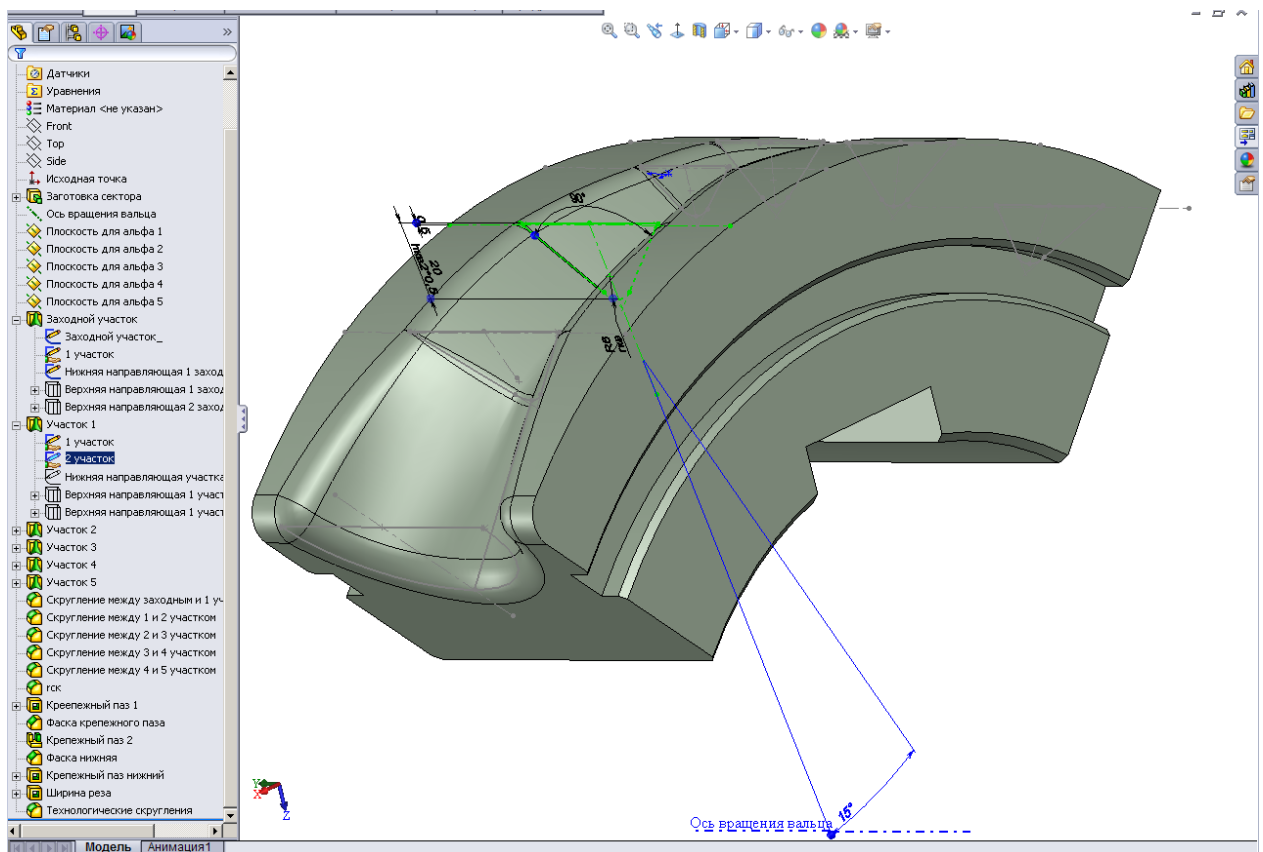 Датчики
Уравнения
Материал <не указан>
Front
Top
Side
Исходная точка
Заготовка сектора
Ось вращения вальца
Плоскость для альфа 1
Плоскость для альфа 2
Плоскость для альфа 3
Плоскость для альфа 4
Плоскость для альфа 5
Заходной участок
Заходной участок_
1 участок
Нижняя направляющая 1 заход
Верхняя направляющая 1 заход
Верхняя направляющая 2 заход
Участок 1
1 участок
2 участок
Нижняя направляющая участка
Верхняя направляющая 1 участ
Верхняя направляющая 1 участ
Участок 2
Участок 3
Участок 4
Участок 5
Скругление между заходным и 1 уч
Скругление между 1 и 2 участком
Скругление между 2 и 3 участком
Скругление между 3 и 4 участком
Скругление между 4 и 5 участком
rск
Креепежный паз 1
Фаска крепежного паза
Крепежный паз 2
Фаска нижняя
Крепежный паз нижний
Ширина реза
Технологические скругления
Модель
Анимация1
20
R8
15°
Ось вращения вальца
Y
X
Z